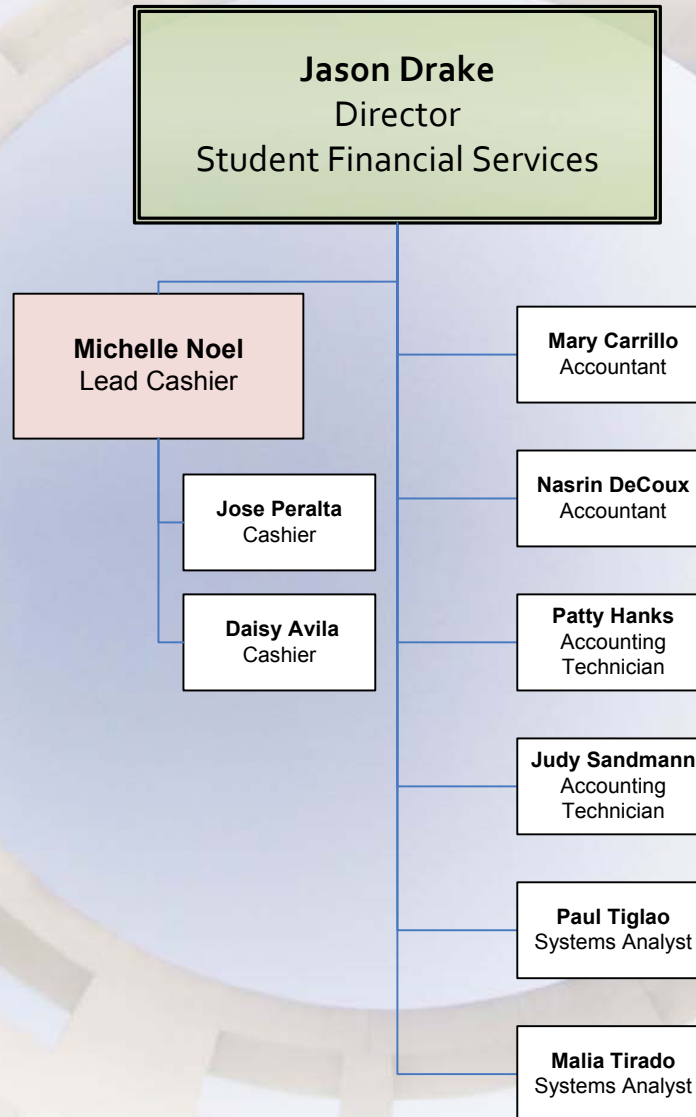 Jason Drake
Director
Student Financial Services
Michelle Noel
Lead Cashier
Jose Peralta
Cashier
Daisy Avila
Cashier
Mary Carrillo
Accountant
Nasrin DeCoux
Accountant
Patty Hanks
Accounting
Technician
Judy Sandmann
Accounting
Technician
Paul Tiglao
Systems Analyst
Malia Tirado
Systems Analyst